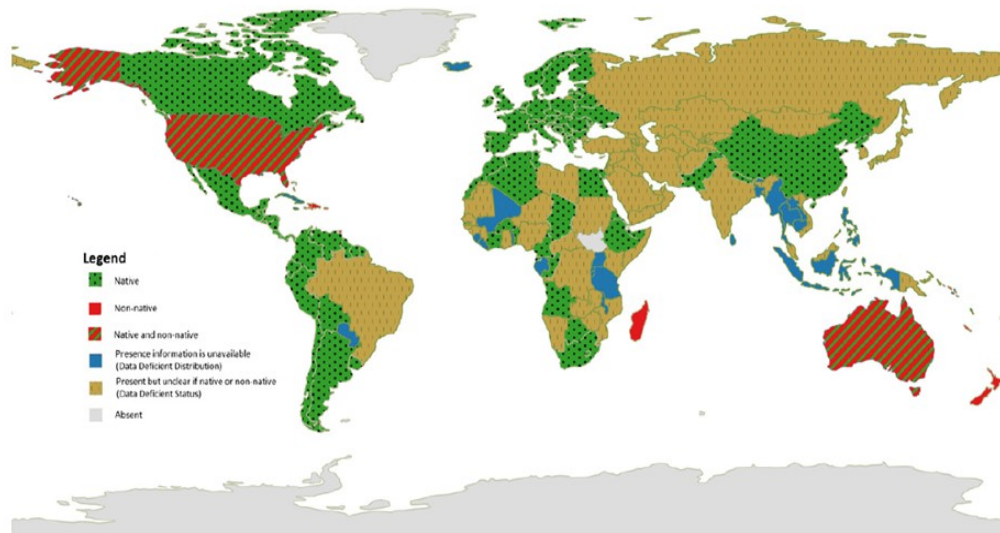 Legend
Native
Non-native
Native and non-native
Presence information is unavailable
(Data Deficient Distribution)
Present but unclear if native or non-native
(Data Deficient Status)
Absent